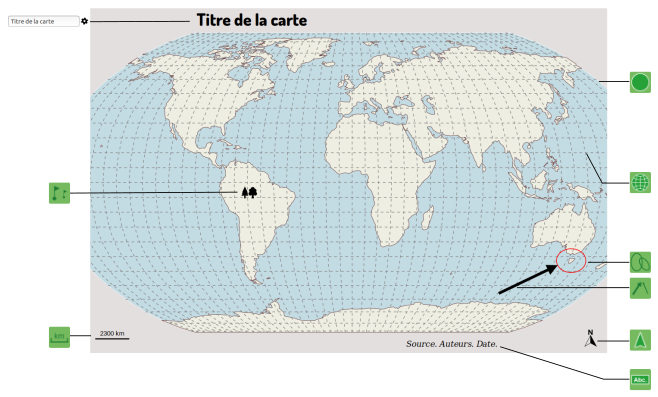 Titre de la carte
Titre de la carte
km
2300 km
N
Source. Auteurs. Date.
Abc.